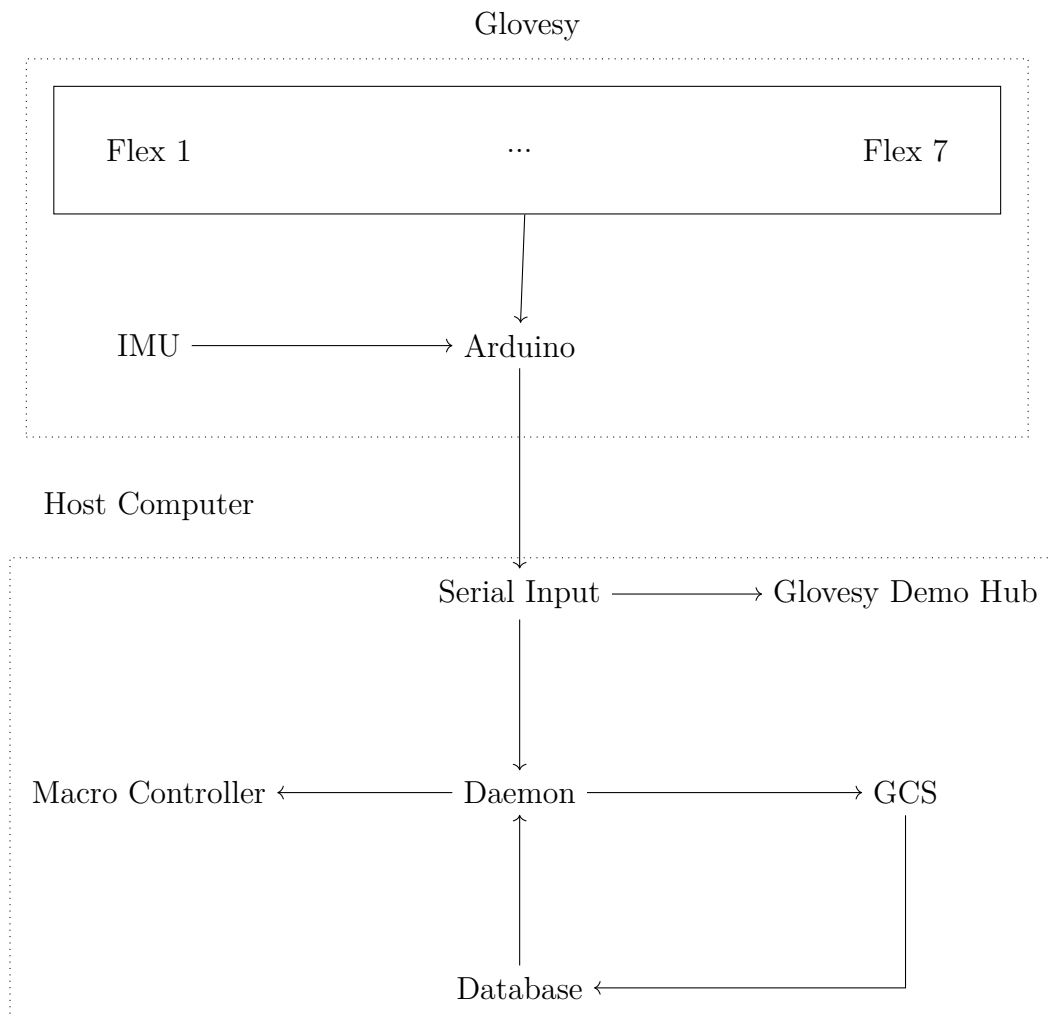 Glovesy
Flex 1 ... Flex 7
IMU Arduino
Host Computer
Serial Input Glovesy Demo Hub
Macro Controller Daemon GCS
Database